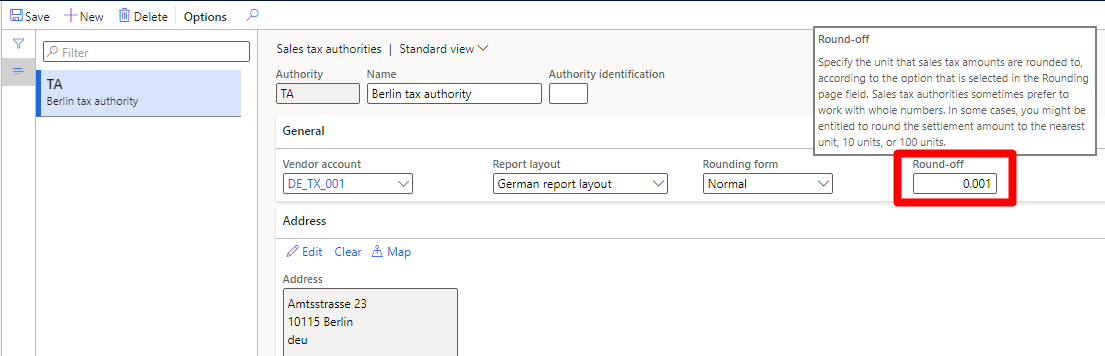 Save New Delete Options
Filter
TA
Berlin tax authority
Sales tax authorities | Standard view
Authority Name Authority identification
TA Berlin tax authority
General
Vendor account Report layout Rounding form Round-off
DE_TX_001 German report layout Normal 0.001
Address
Edit Clear Map
Address
Amtsstrasse 23
10115 Berlin
deu
Round-off
Specify the unit that sales tax amounts are rounded to,
according to the option that is selected in the Rounding
page field. Sales tax authorities sometimes prefer to
work with whole numbers. In some cases, you might be
entitled to round the settlement amount to the nearest
unit, 10 units, or 100 units.